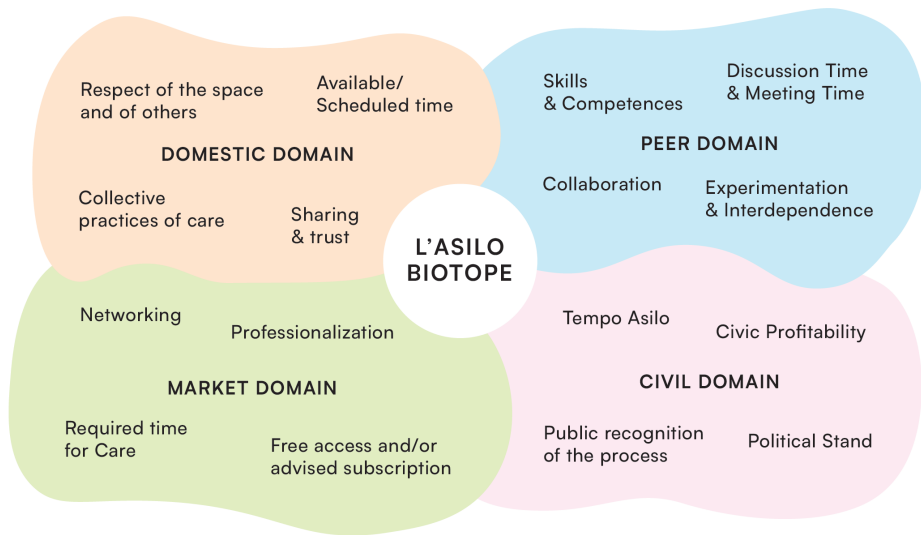 Respect of the space
and of others
Available/
Scheduled time
DOMESTIC DOMAIN
Collective
practices of care
Sharing
& trust
Skills
& Competences
Discussion Time
& Meeting Time
PEER DOMAIN
Collaboration
Experimentation
& Interdependence
L’ASILO
BIOTOPE
Networking
Professionalization
MARKET DOMAIN
Required time
for Care
Free access and/or
advised subscription
Tempo Asilo
Civic Profitability
CIVIL DOMAIN
Public recognition
of the process
Political Stand